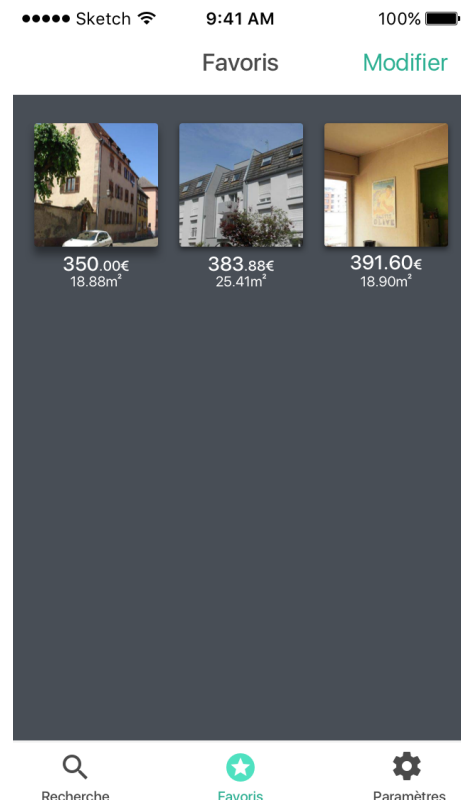 ●●●●● Sketch 9:41 AM 100%
Favoris Modifier
350.00€ 383.88€ 391.60€
18.88m² 25.41m² 18.90m²
Recherche Favoris Paramètres